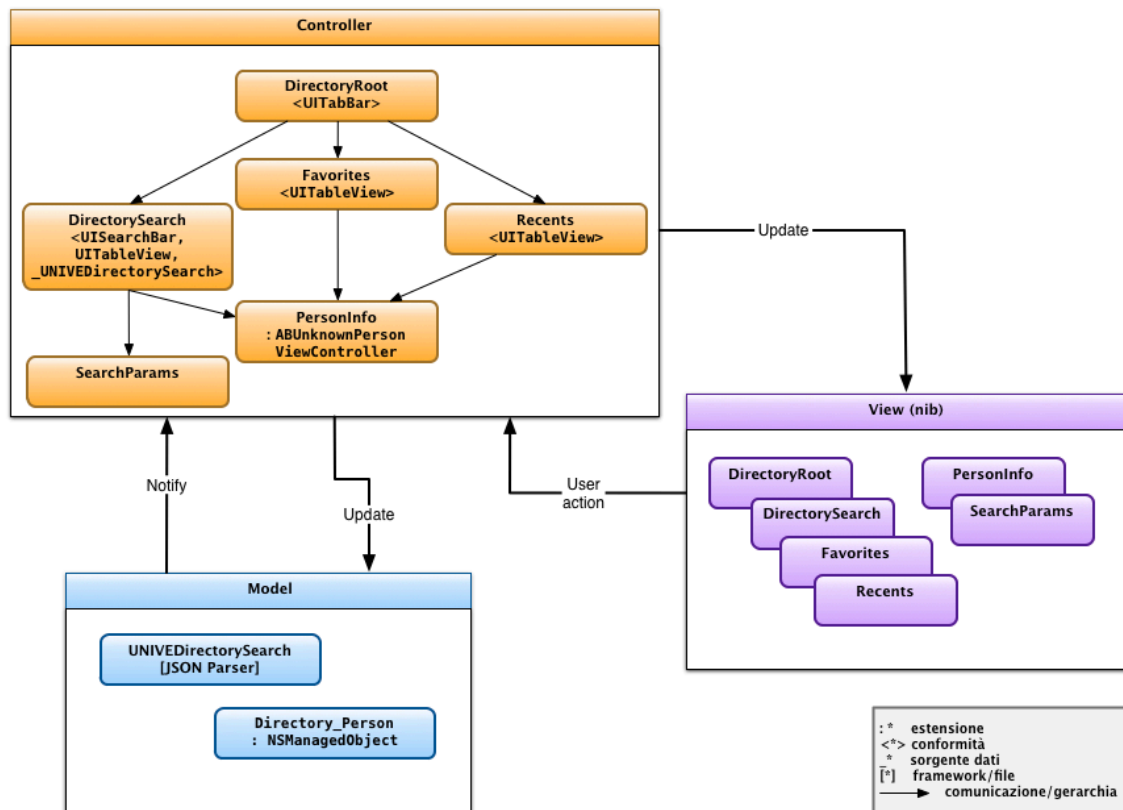 Controller
DirectoryRoot
<UITabBar>
Favorites
<UITableView>
DirectorySearch
<UISearchBar,
UITableView,
_UNIVEDirectorySearch>
Recents
<UITableView>
PersonInfo
: ABUnknownPerson
ViewController
SearchParams
Update
Notify
Update
User
action
View (nib)
DirectoryRoot
DirectorySearch
Favorites
Recents
PersonInfo
SearchParams
Model
UNIVEDirectorySearch
[JSON Parser]
Directory_Person
: NSManagedObject
: * estensione
<*> conformità
_* sorgente dati
[*] framework/file
comunicazione/gerarchia